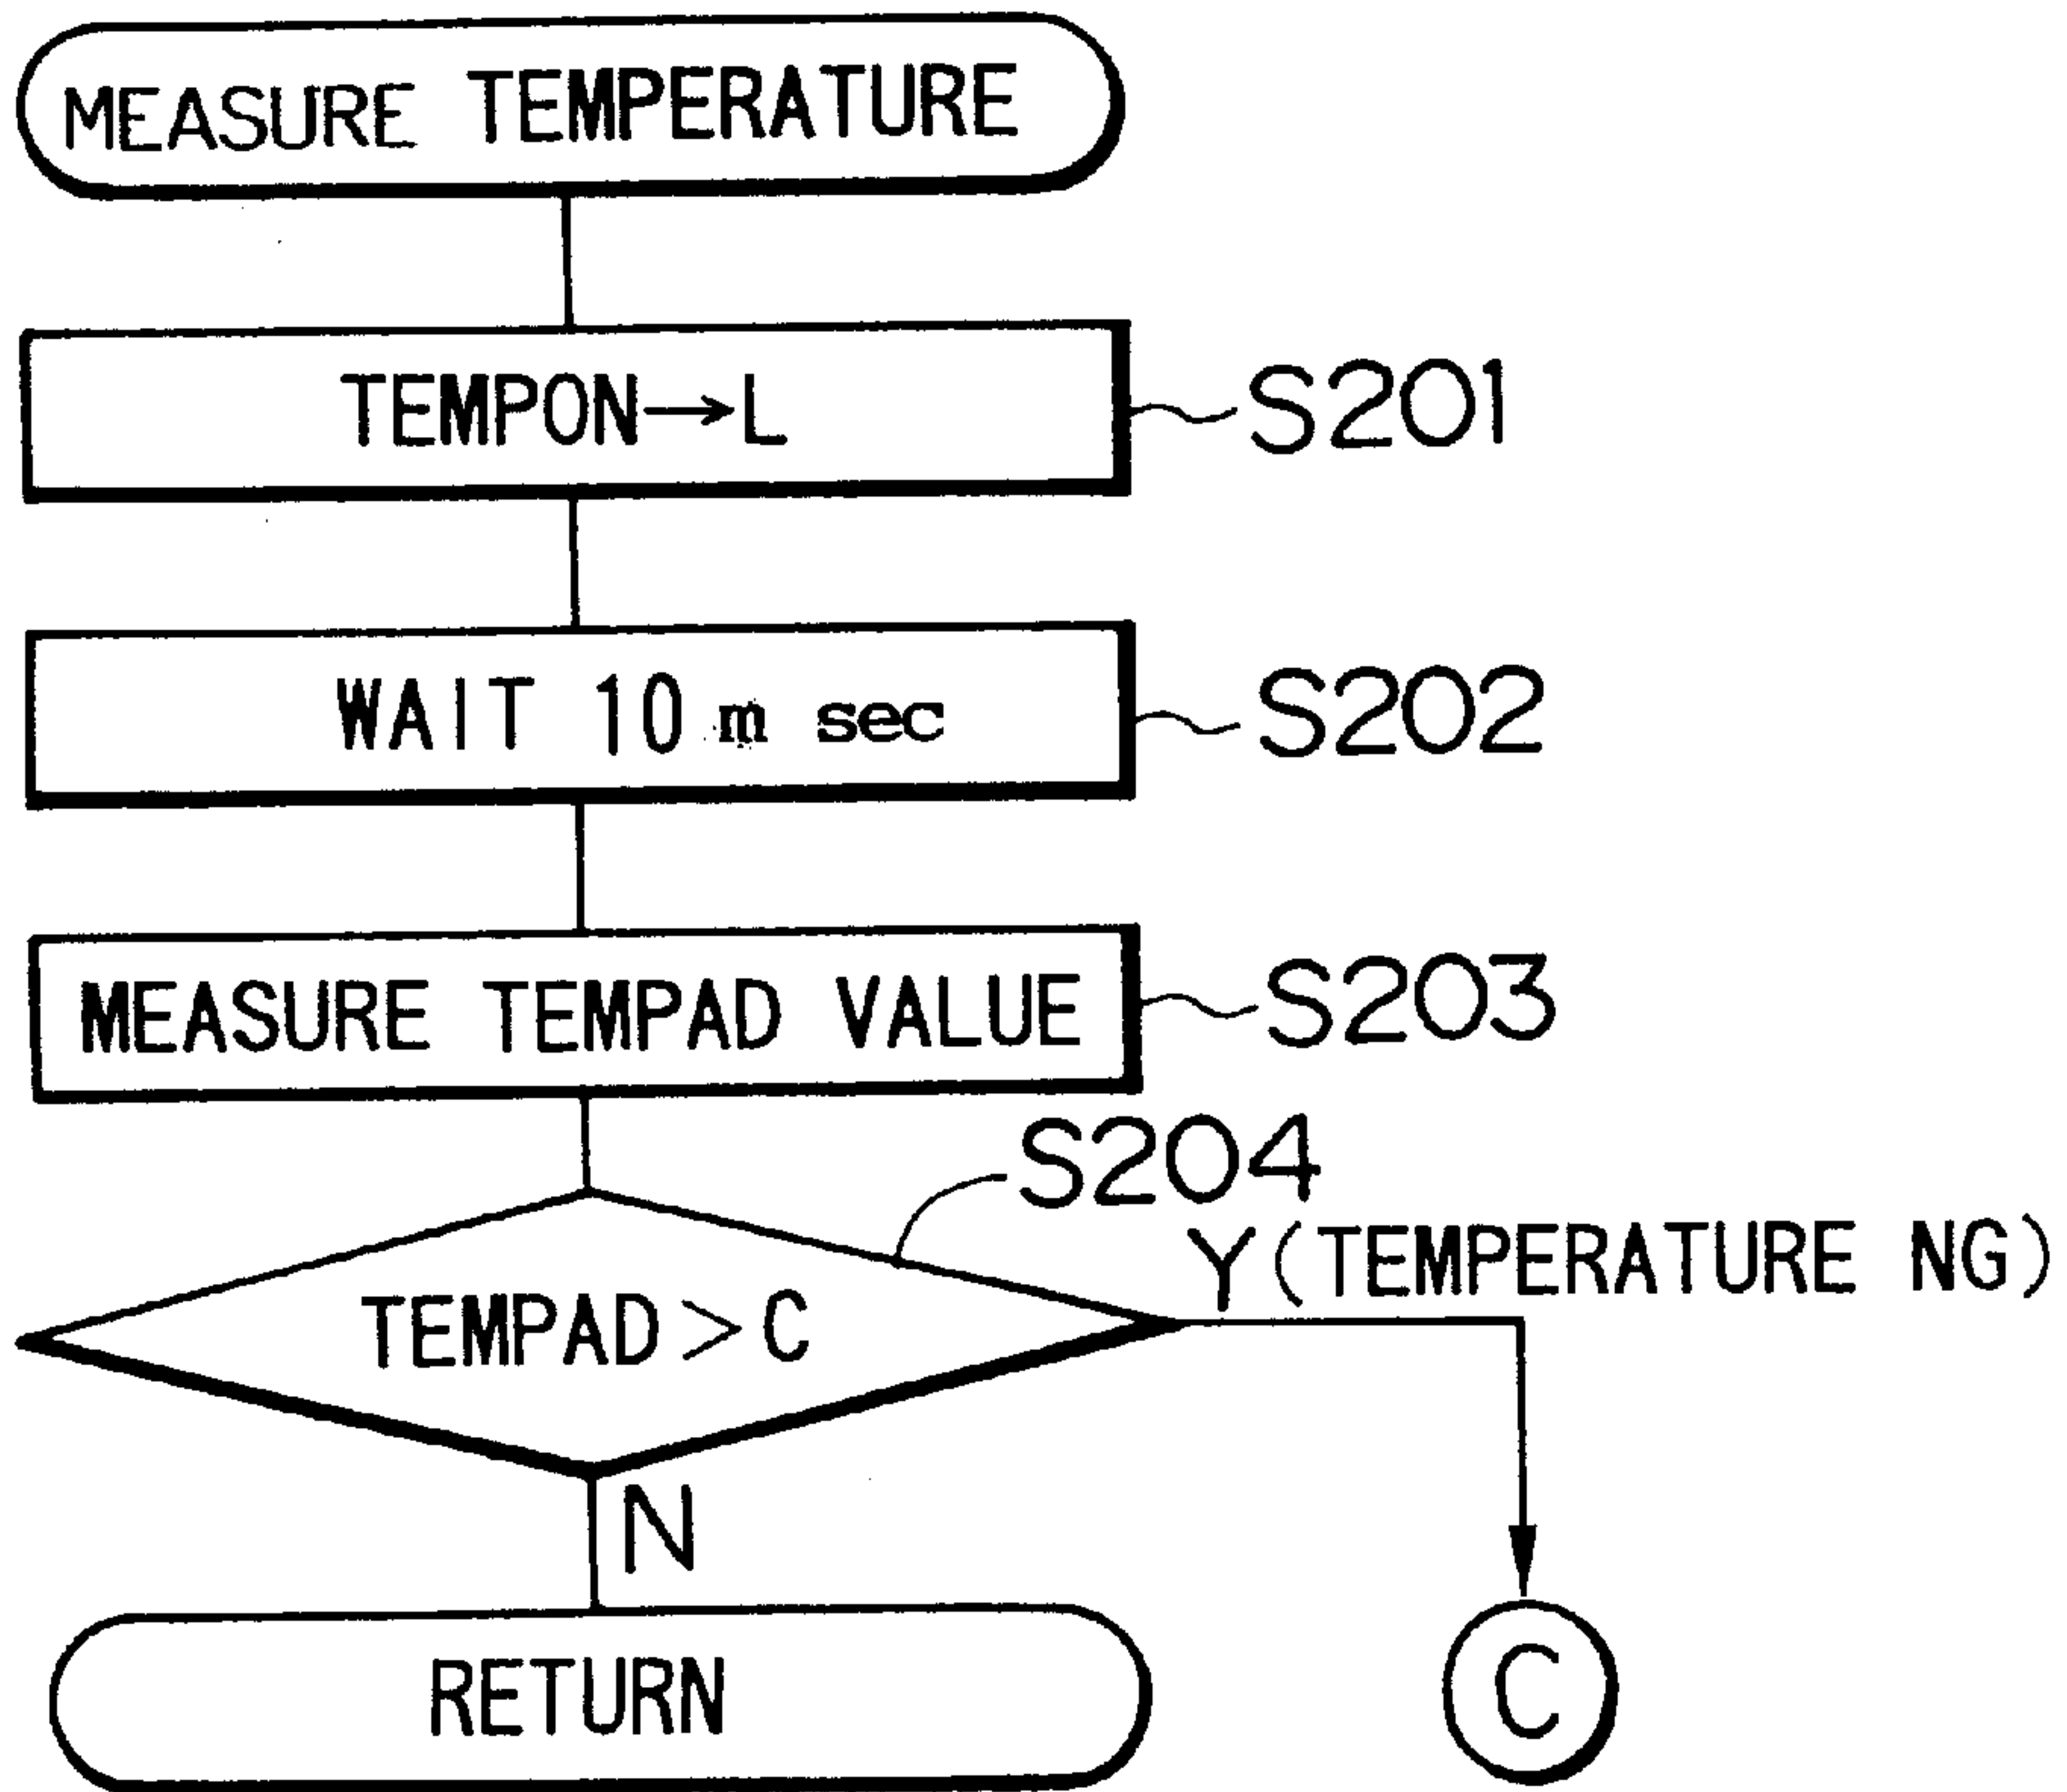 MEASURE TEMPERATURE
TEMPON→L
S201
WAIT 10 m sec
S202
MEASURE TEMPAD VALUE
S203
S204
TEMPAD>C
Y(TEMPERATURE NG)
N
RETURN
C